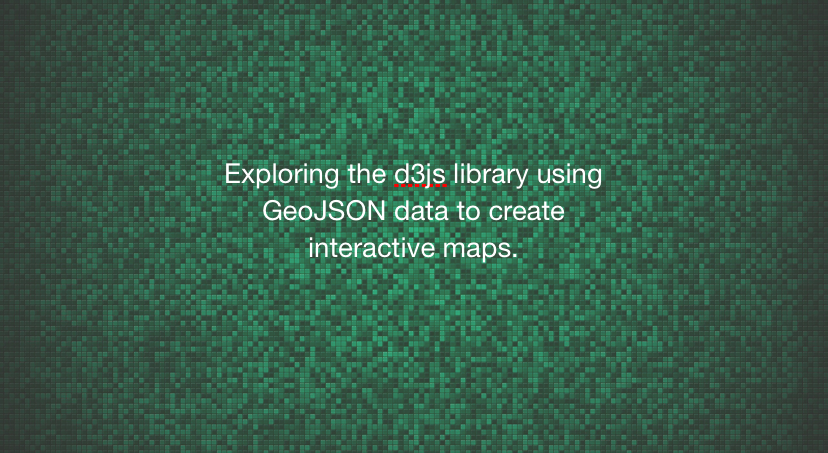 Exploring the d3js library using
GeoJSON data to create
interactive maps.